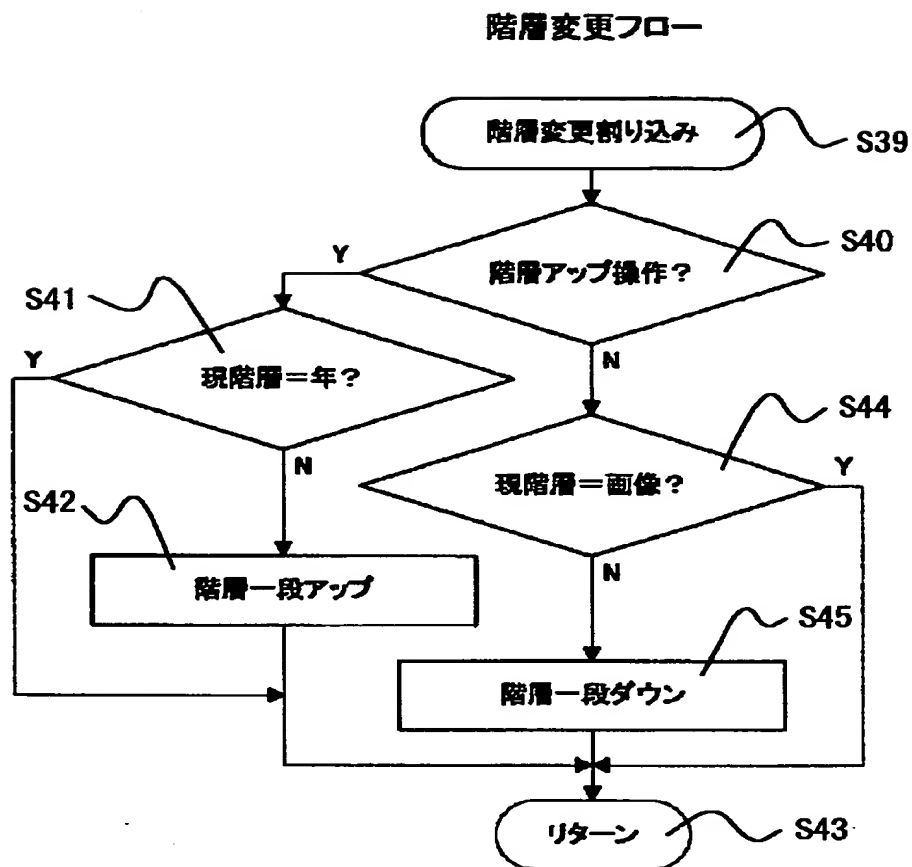 階層変更フロー
階層変更割り込み
S39
階層アップ操作？
S40
Y
N
現階層＝年？
S41
Y
N
現階層＝画像？
S44
Y
N
階層一段アップ
S42
階層一段ダウン
S45
リターン
S43